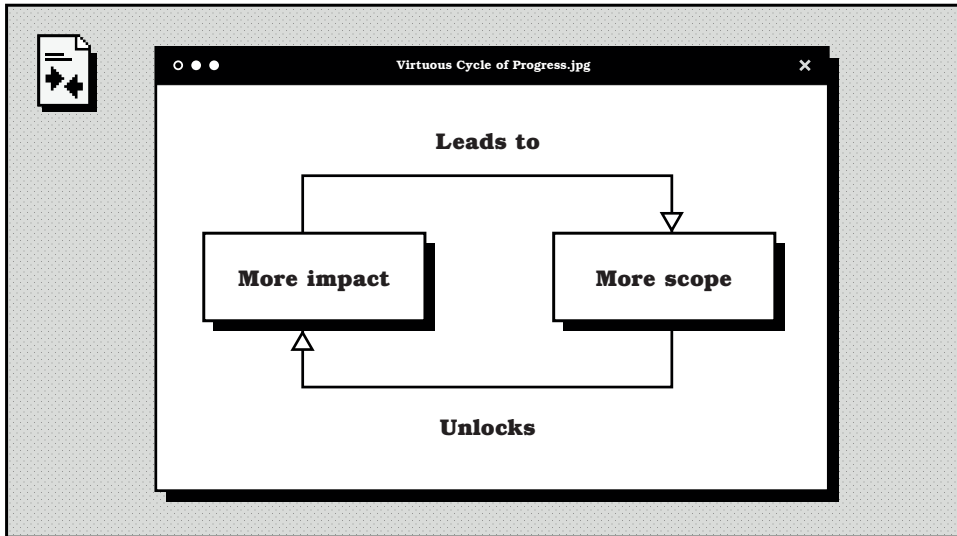 Virtuous Cycle of Progress.jpg
Leads to
More impact
More scope
Unlocks